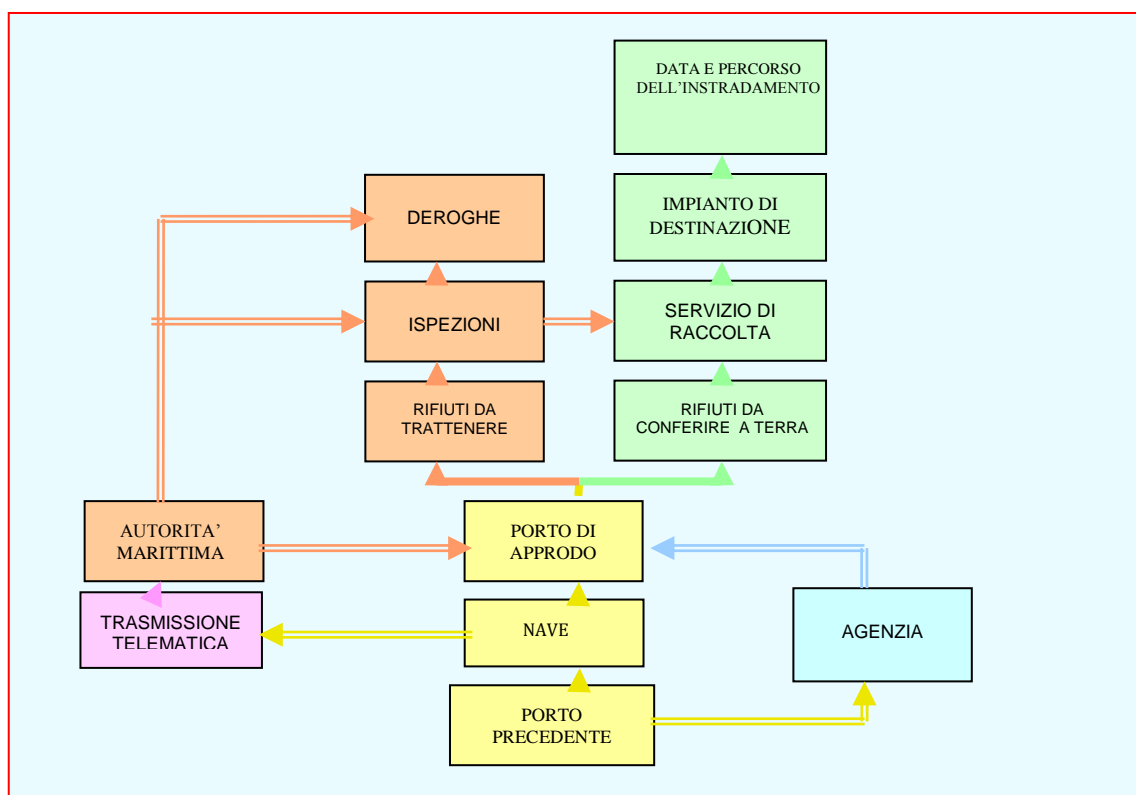 DATA E PERCORSO
DELL'INSTRADAMENTO
DEROGHE
IMPIANTO DI
DESTINAZIONE
ISPEZIONI
SERVIZIO DI
RACCOLTA
RIFIUTI DA
TRATTENERE
RIFIUTI DA
CONFERIRE A TERRA
AUTORITA'
MARITTIMA
PORTO DI
APPRODO
TRASMISSIONE
TELEMATICA
NAVE
AGENZIA
PORTO
PRECEDENTE